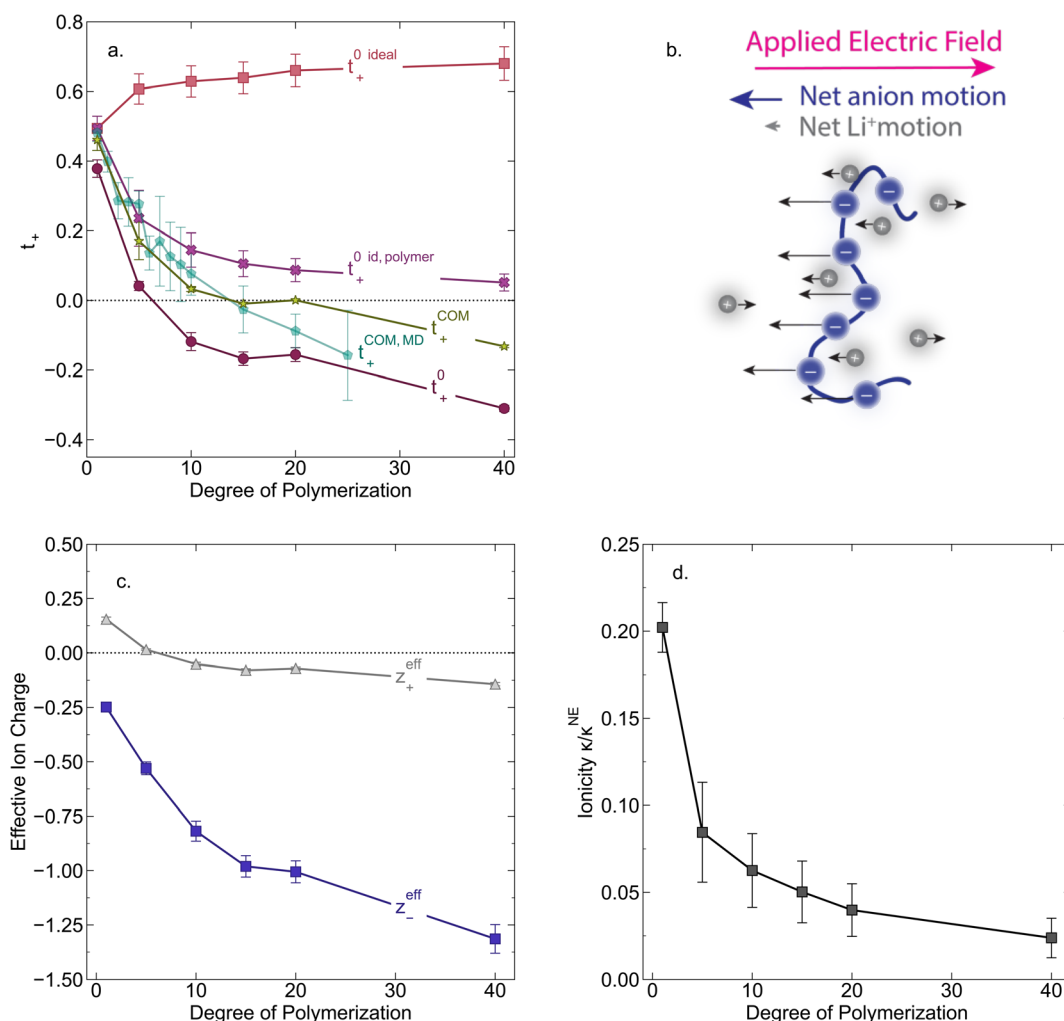 a.
t₊⁰ ideal
t₊⁰ id, polymer
t₊COM
t₊COM, MD
t₊⁰
0.8
0.6
0.4
0.2
0.0
−0.2
−0.4
t₊
0
10
20
30
40
Degree of Polymerization
b.
Applied Electric Field
Net anion motion
Net Li⁺motion
+
−
−
+
+
−
+
−
+
−
+
−
+
−
c.
z₊eff
z₋eff
0.50
0.25
0.00
−0.25
−0.50
−0.75
−1.00
−1.25
−1.50
Effective Ion Charge
0
10
20
30
40
Degree of Polymerization
d.
0.25
0.20
0.15
0.10
0.05
0.00
Ionicity κ/κNE
0
10
20
30
40
Degree of Polymerization